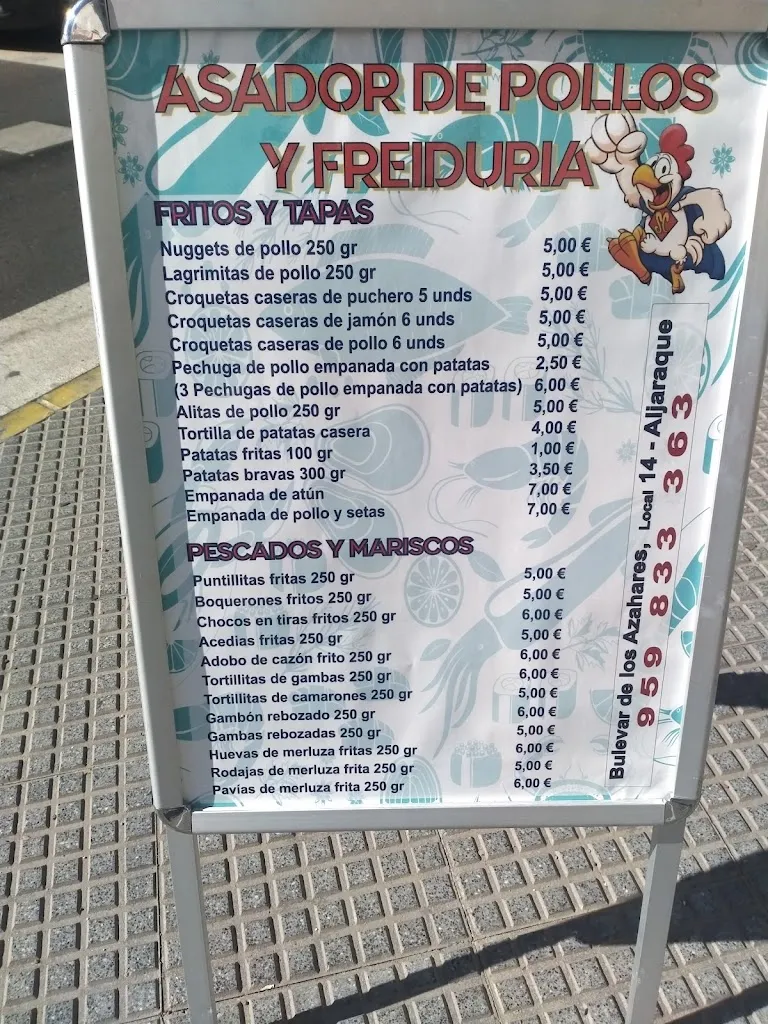 ASADOR DE POLLOS
Y FREIDURIA
FRITOS Y TAPAS
Nuggets de pollo 250 gr 5,00 €
Lagrimitas de pollo 250 gr 5,00 €
Croquetas caseras de puchero 5 unds 5,00 €
Croquetas caseras de jamón 6 unds 5,00 €
Croquetas caseras de pollo 6 unds 5,00 €
Pechuga de pollo empanada con patatas 2,50 €
(3 Pechugas de pollo empanada con patatas) 6,00 €
Alitas de pollo 250 gr 5,00 €
Tortilla de patatas casera 4,00 €
Patatas fritas 100 gr 1,00 €
Patatas bravas 300 gr 3,50 €
Empanada de atún 7,00 €
Empanada de pollo y setas 7,00 €
PESCADOS Y MARISCOS
Puntillitas fritas 250 gr 5,00 €
Boquerones fritos 250 gr 5,00 €
Chocos en tiras fritos 250 gr 6,00 €
Acedias fritas 250 gr 5,00 €
Adobo de cazón frito 250 gr 6,00 €
Tortillitas de gambas 250 gr 6,00 €
Tortillitas de camarones 250 gr 5,00 €
Gambón rebozado 250 gr 6,00 €
Gambas rebozadas 250 gr 5,00 €
Huevas de merluza fritas 250 gr 6,00 €
Rodajas de merluza frita 250 gr 5,00 €
Pavías de merluza frita 250 gr 6,00 €
Bulevar de los Azahares, Local 14 - Aljaraque
959 833 363